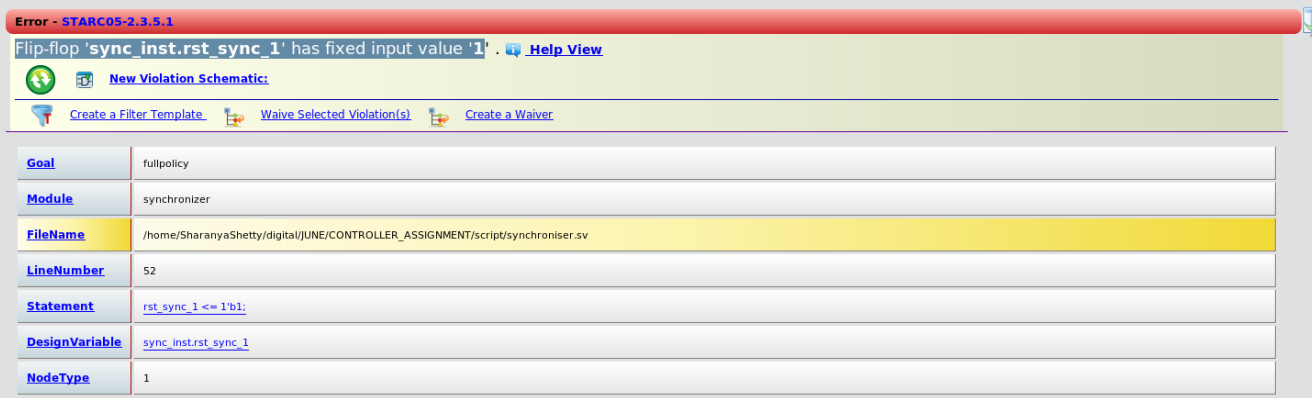 Error - STARC05-2.3.5.1
Flip-flop 'sync_inst.rst_sync_1' has fixed input value '1' . Help View
New Violation Schematic:
Create a Filter Template Waive Selected Violation(s) Create a Waiver
Goal fullpolicy
Module synchronizer
FileName /home/SharanyaShetty/digital/JUNE/CONTROLLER_ASSIGNMENT/script/synchroniser.sv
LineNumber 52
Statement rst_sync_1 <= 1'b1;
DesignVariable sync_inst.rst_sync_1
NodeType 1